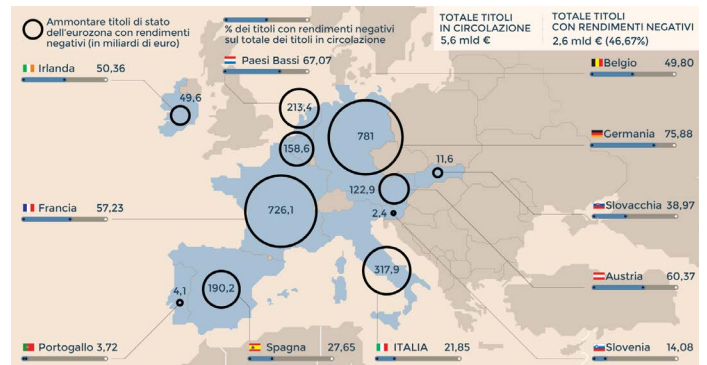 Ammontare titoli di stato
dell'eurozona con rendimenti
negativi (in miliardi di euro)
% dei titoli con rendimenti negativi
sul totale dei titoli in circolazione
TOTALE TITOLI
IN CIRCOLAZIONE
5,6 mld €
TOTALE TITOLI
CON RENDIMENTI NEGATIVI
2,6 mld € (46,67%)
Irlanda 50,36
Paesi Bassi 67,07
Belgio 49,80
49,6
213,4
781
Germania 75,88
158,6
11,6
122,9
Francia 57,23
726,1
2,4
Slovacchia 38,97
317,9
Austria 60,37
4,1
190,2
Portogallo 3,72
Spagna 27,65
ITALIA 21,85
Slovenia 14,08